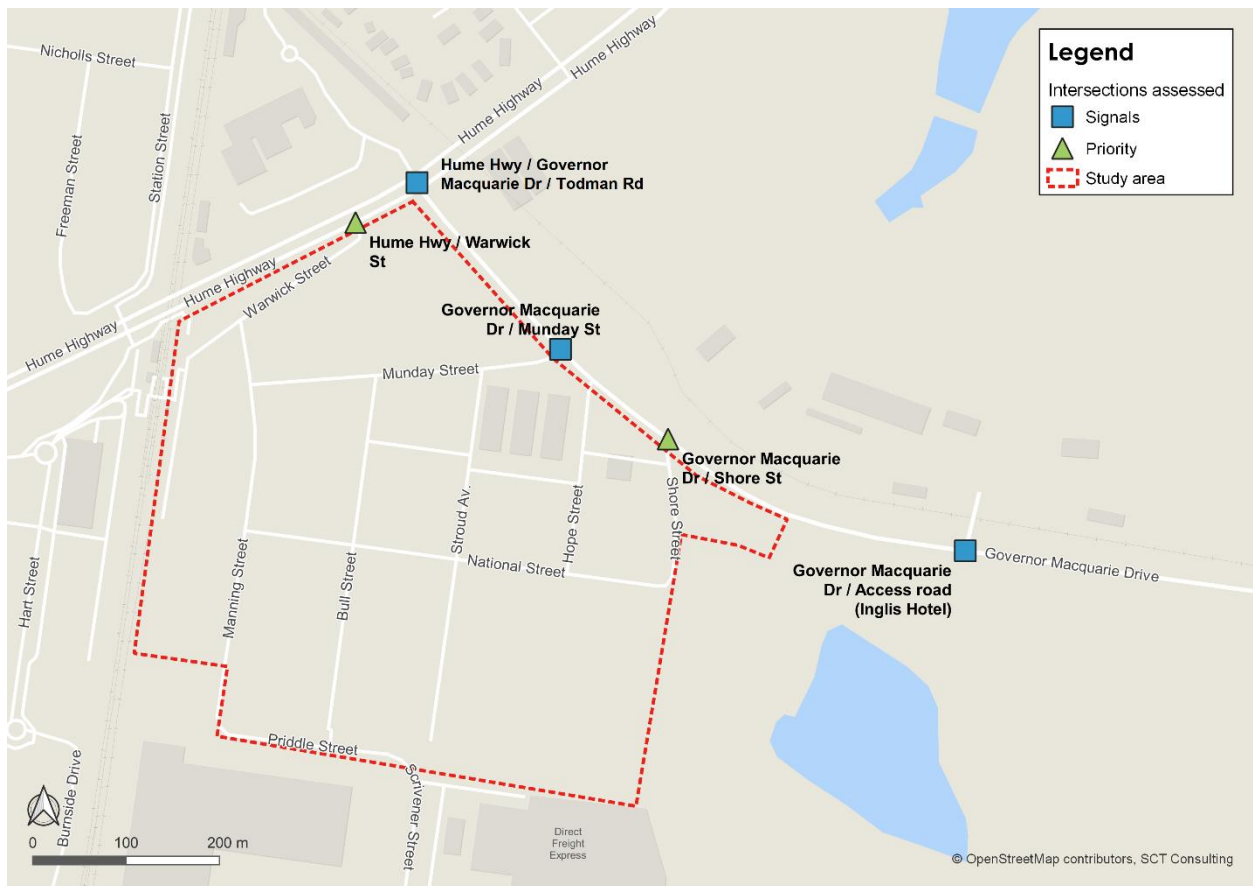 Nicholls Street
Hume Highway
Hume Highway
Legend
Intersections assessed
Signals
Priority
Study area
Freeman Street
Station Street
Hume Hwy / Governor
Macquarie Dr / Todman Rd
Hume Hwy / Warwick
St
Hume Highway
Warwick Street
Hume Highway
Governor Macquarie
Dr / Munday St
Munday Street
Governor Macquarie
Dr / Shore St
Shore Street
Stroud Av.
Hope Street
National Street
Bull Street
Manning Street
Hart Street
Governor Macquarie Drive
Governor Macquarie
Dr / Access road
(Inglis Hotel)
Priddle Street
Scrivener Street
Burnside Drive
Direct
Freight
Express
0 100 200 m
© OpenStreetMap contributors, SCT Consulting